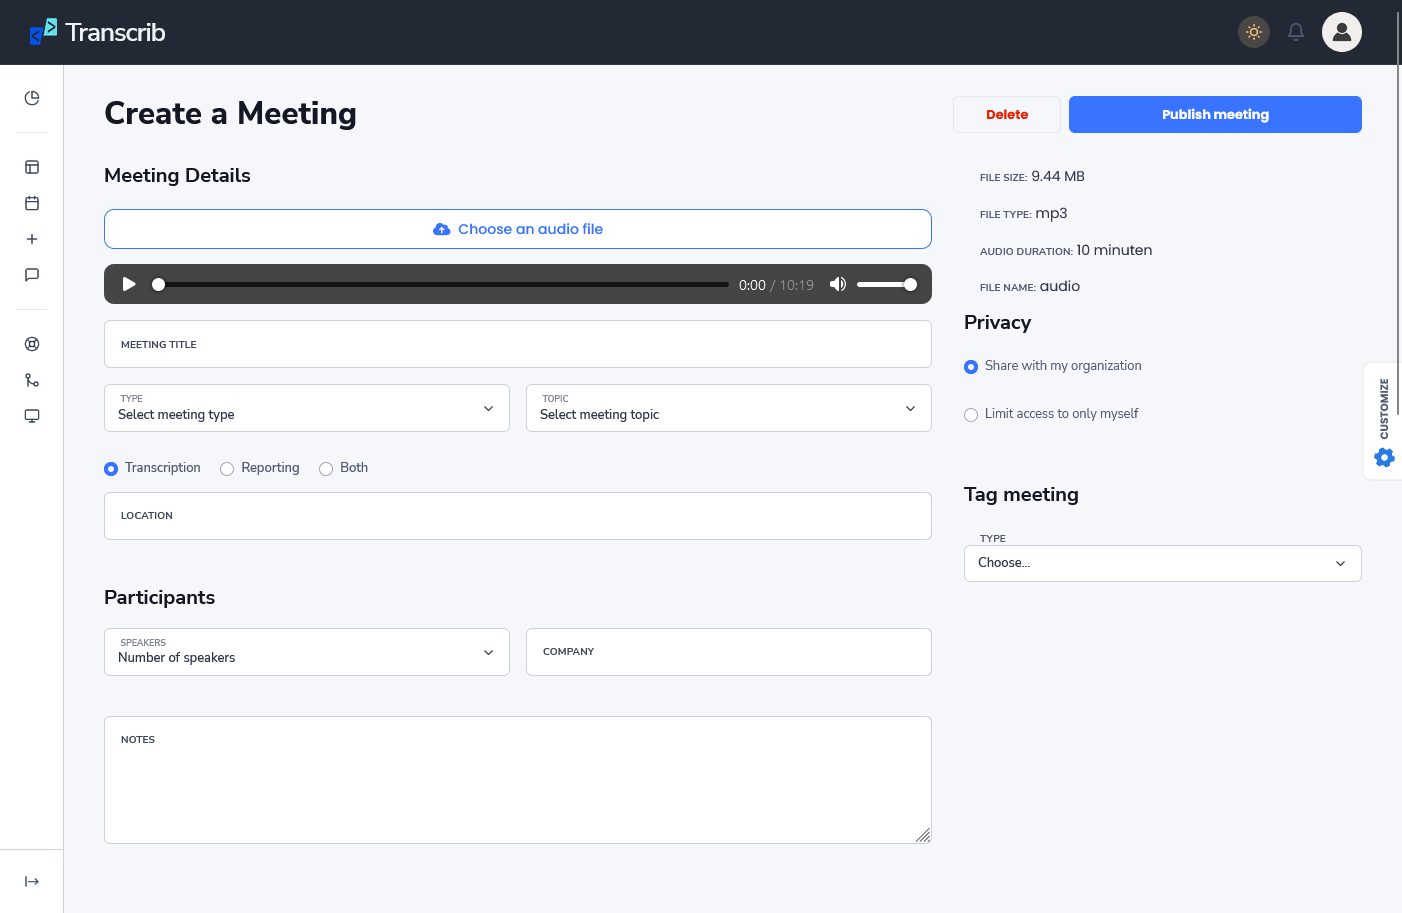 Transcrib
Create a Meeting
Delete
Publish meeting
Meeting Details
Choose an audio file
0:00 / 10:19
MEETING TITLE
TYPE
Select meeting type
TOPIC
Select meeting topic
Transcription
Reporting
Both
LOCATION
Participants
SPEAKERS
Number of speakers
COMPANY
NOTES
FILE SIZE: 9.44 MB
FILE TYPE: mp3
AUDIO DURATION: 10 minuten
FILE NAME: audio
Privacy
Share with my organization
Limit access to only myself
Tag meeting
TYPE
Choose...
CUSTOMIZE